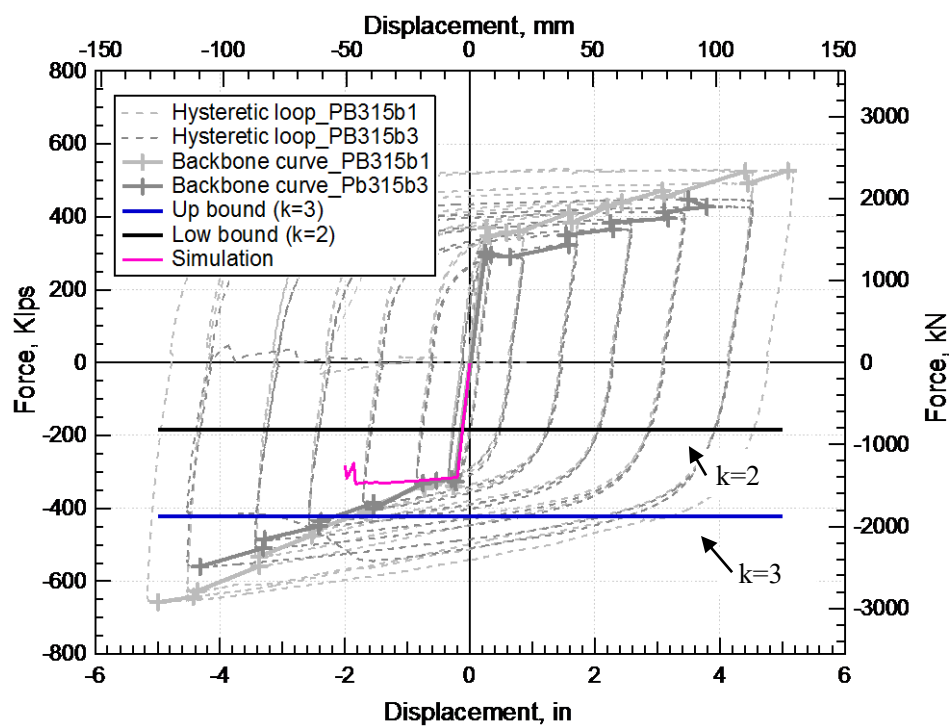 Displacement, mm
-150 -100 -50 0 50 100 150
800
600
400
200
0
-200
-400
-600
-800
Force, KIps
Hysteretic loop_PB315b1
Hysteretic loop_PB315b3
Backbone curve_PB315b1
Backbone curve_Pb315b3
Up bound (k=3)
Low bound (k=2)
Simulation
k=2
k=3
3000
2000
1000
0
-1000
-2000
-3000
Force, kN
-6 -4 -2 0 2 4 6
Displacement, in